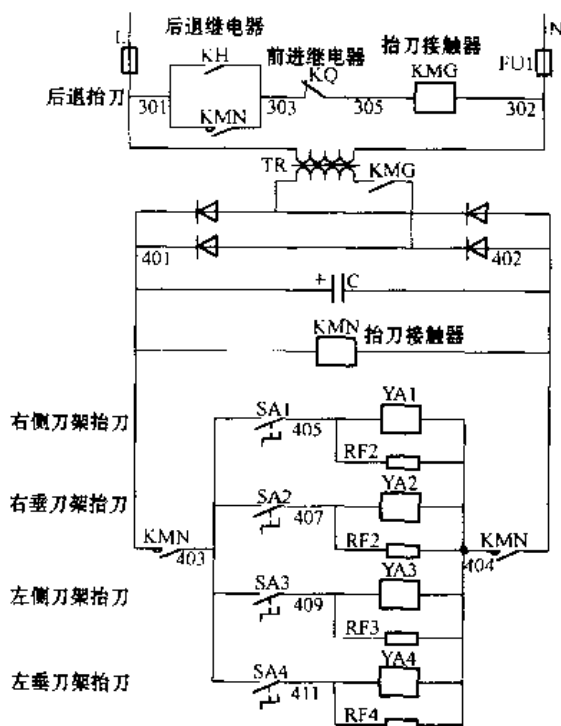 L
后退继电器
KH
前进继电器
KQ
抬刀接触器
KMG
N
FU1
后退抬刀
301
KMN
303
305
302
TR
KMG
401
402
+
C
KMN
抬刀接触器
右侧刀架抬刀
SA1
405
YA1
RF2
右垂刀架抬刀
SA2
407
YA2
RF2
KMN
403
KMN
404
左侧刀架抬刀
SA3
409
YA3
RF3
左垂刀架抬刀
SA4
411
YA4
RF4